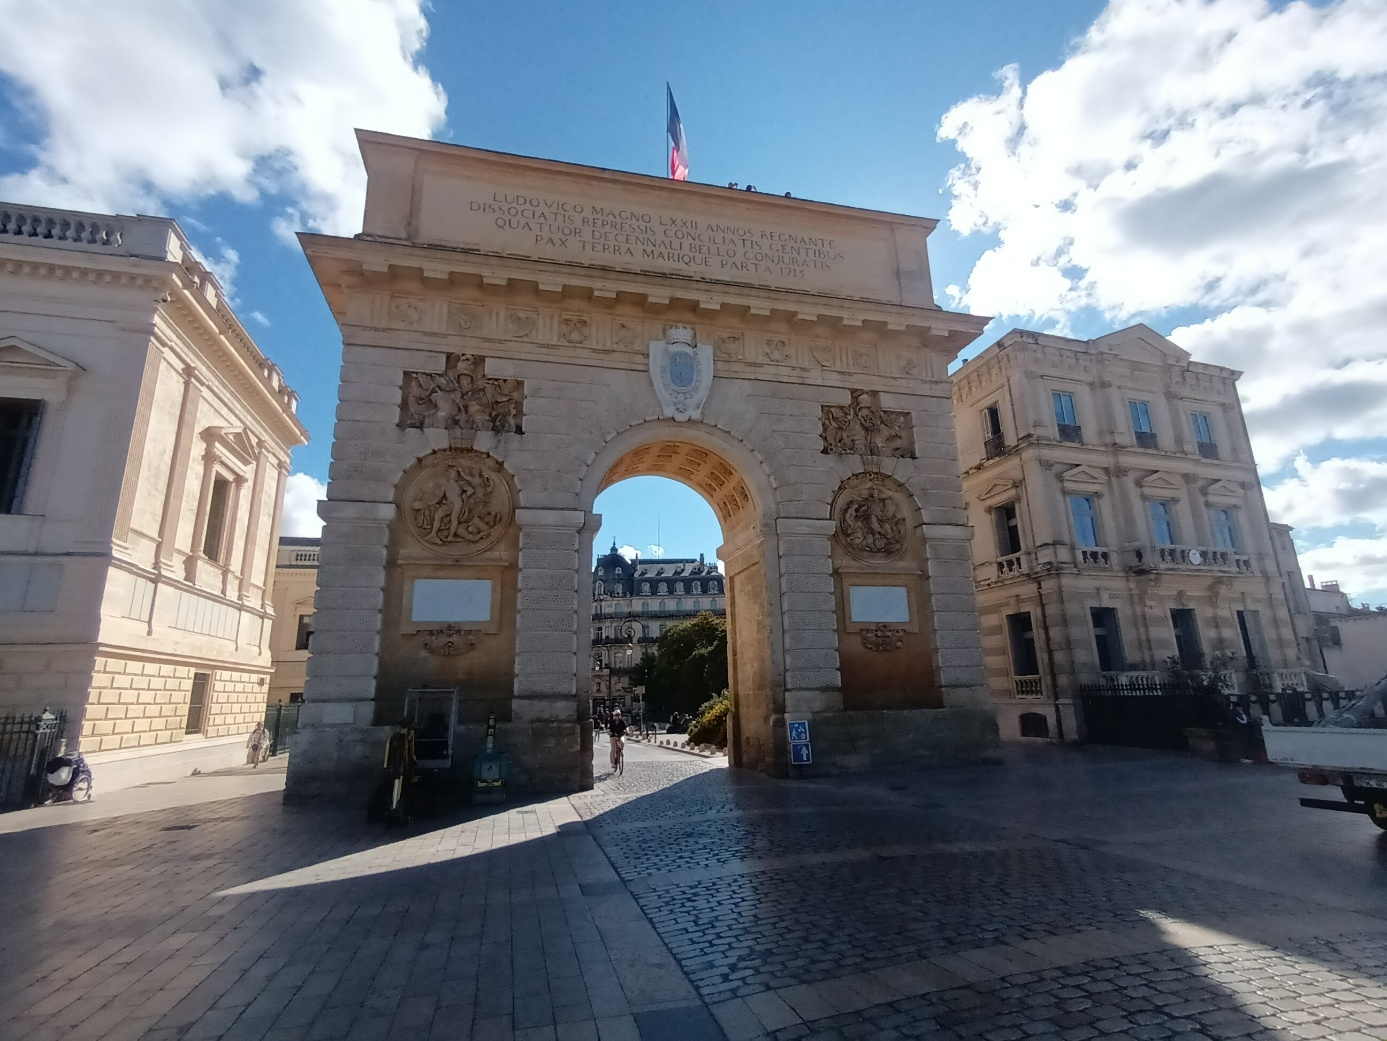 LUDOVICO MAGNO LXXII ANNOS REGNANTE
DISSOCIATIS REPRESSIS CONCILIATIS GENTIBUS
QUATUOR DECENNALI BELLO CONJURATIS
PAX TERRA MARIQUE PARTA 1715